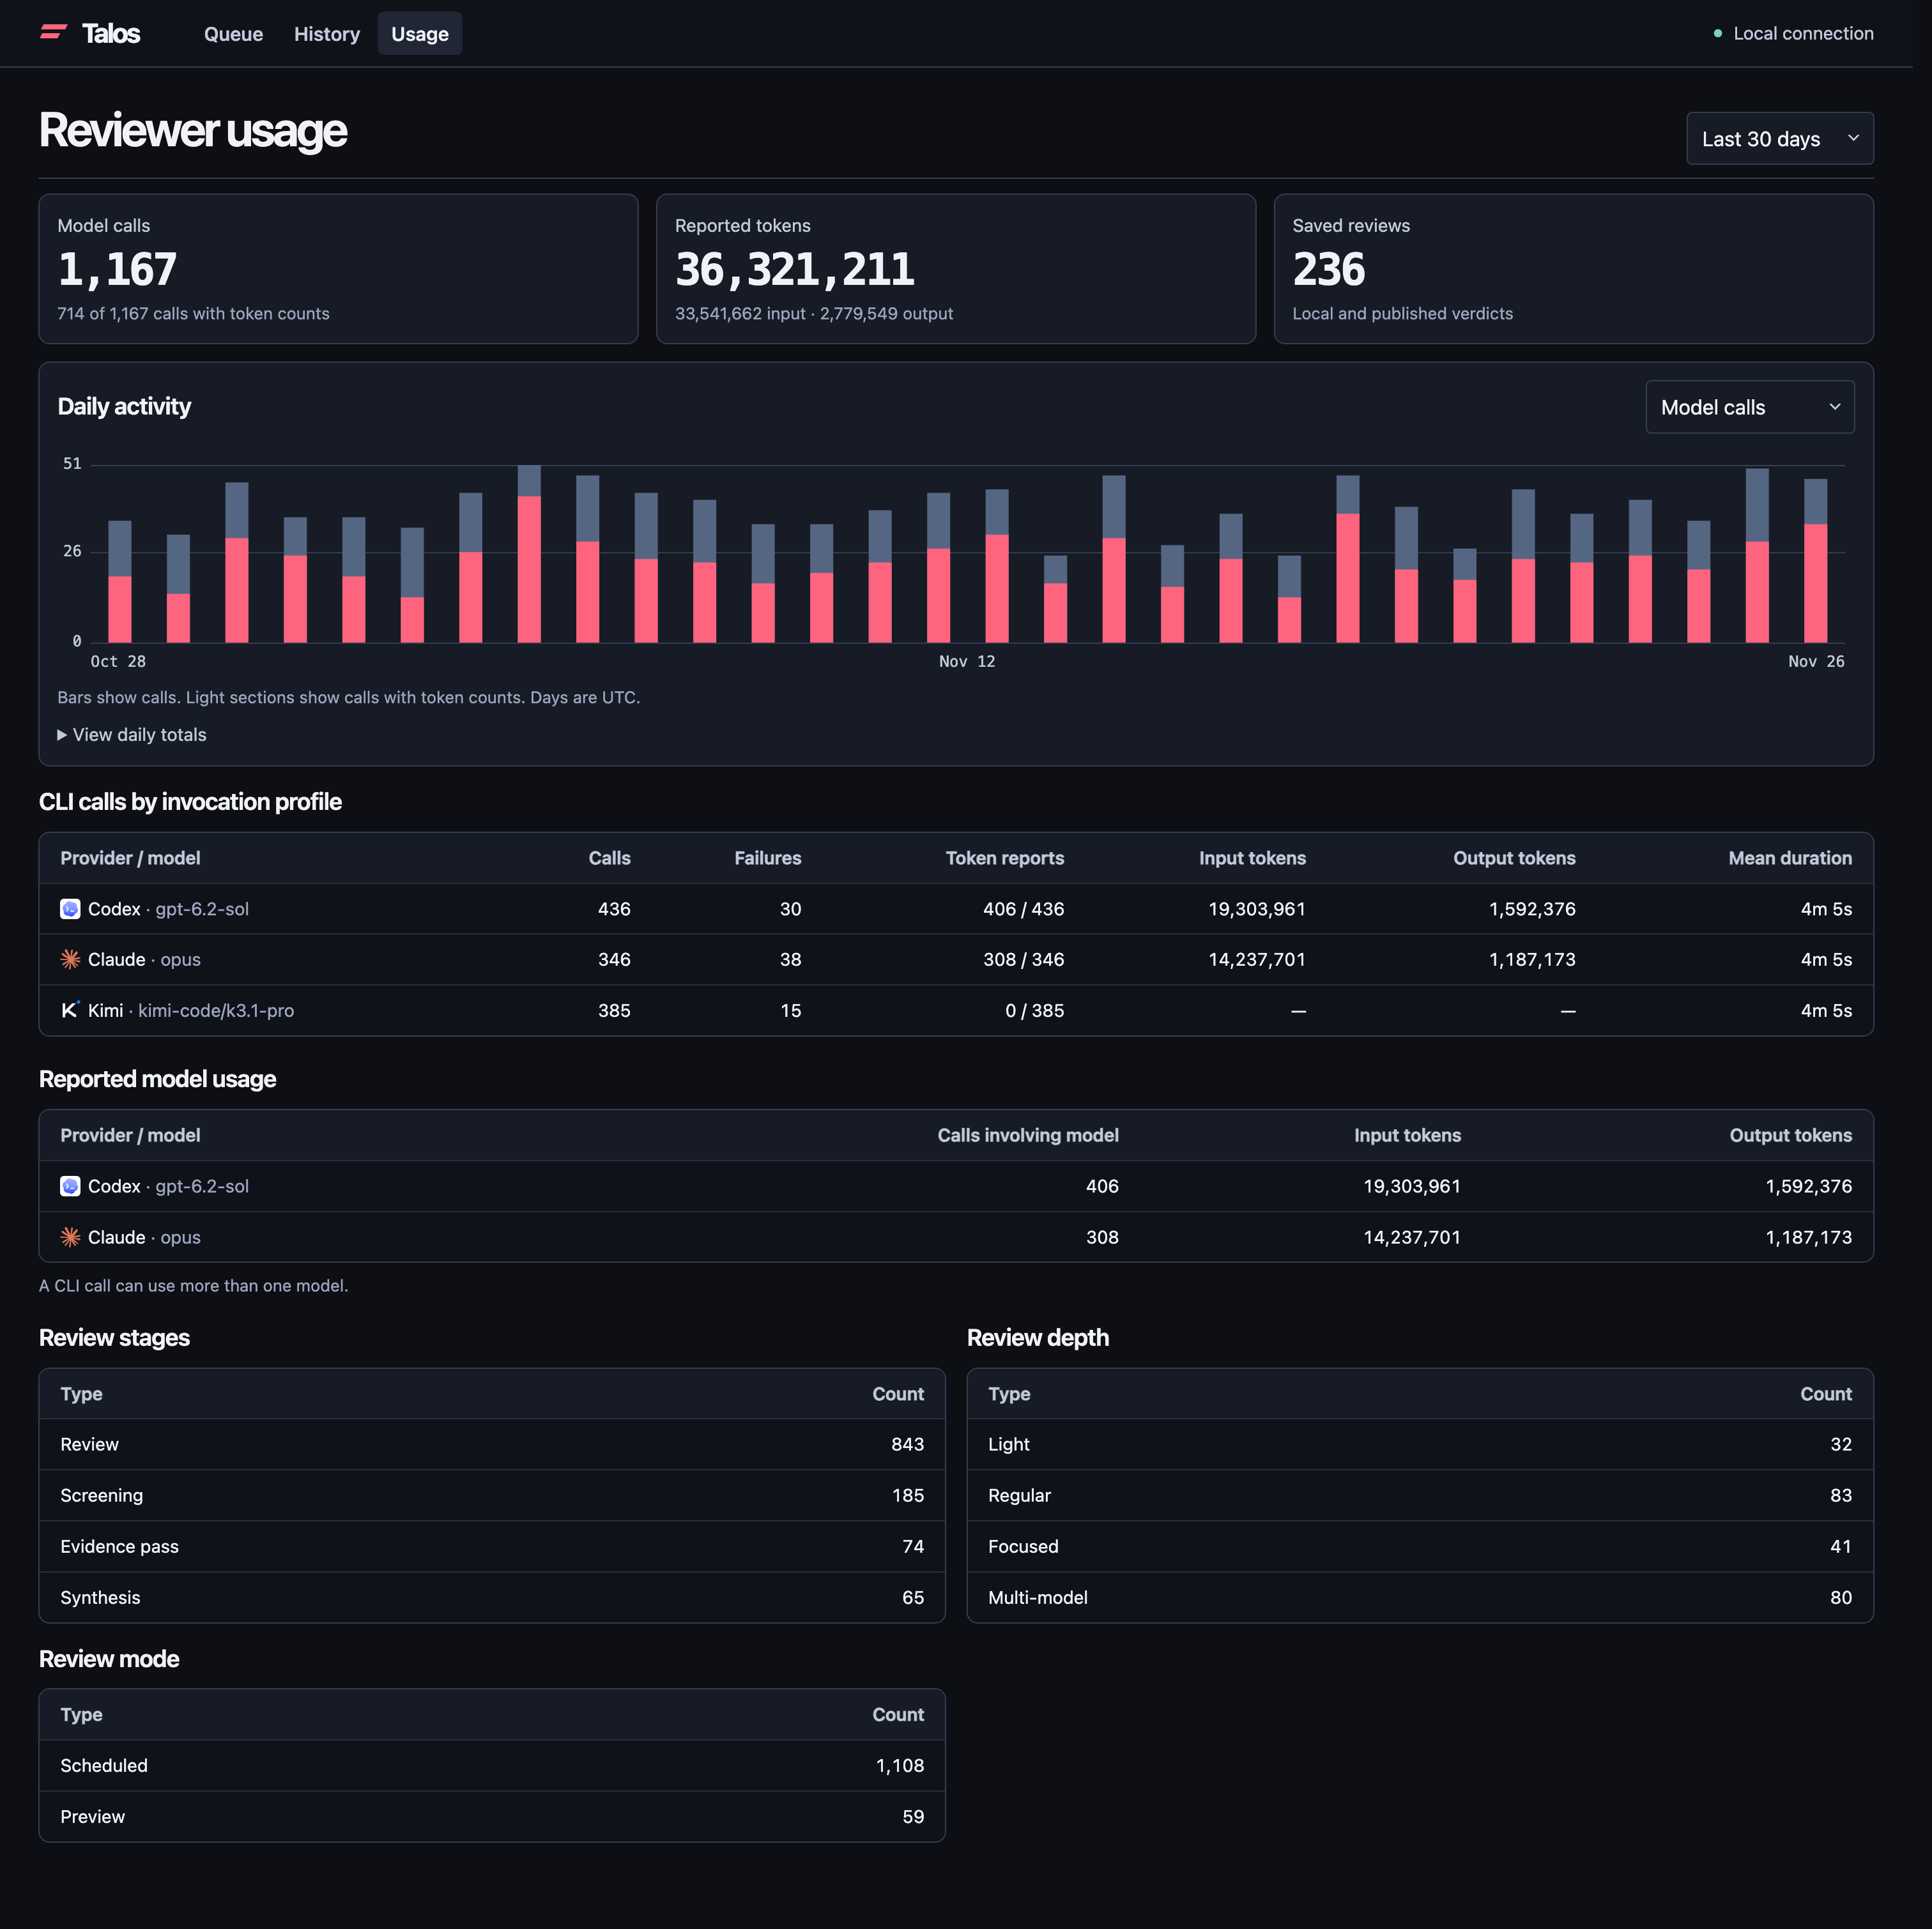 Talos Queue History Usage Local connection
Reviewer usage
Last 30 days
Model calls
1,167
714 of 1,167 calls with token counts
Reported tokens
36,321,211
33,541,662 input · 2,779,549 output
Saved reviews
236
Local and published verdicts
Daily activity
Model calls
51
26
0
Oct 28 Nov 12 Nov 26
Bars show calls. Light sections show calls with token counts. Days are UTC.
View daily totals
CLI calls by invocation profile
Provider / model Calls Failures Token reports Input tokens Output tokens Mean duration
Codex · gpt-6.2-sol 436 30 406 / 436 19,303,961 1,592,376 4m 5s
Claude · opus 346 38 308 / 346 14,237,701 1,187,173 4m 5s
Kimi · kimi-code/k3.1-pro 385 15 0 / 385 — — 4m 5s
Reported model usage
Provider / model Calls involving model Input tokens Output tokens
Codex · gpt-6.2-sol 406 19,303,961 1,592,376
Claude · opus 308 14,237,701 1,187,173
A CLI call can use more than one model.
Review stages
Type Count
Review 843
Screening 185
Evidence pass 74
Synthesis 65
Review depth
Type Count
Light 32
Regular 83
Focused 41
Multi-model 80
Review mode
Type Count
Scheduled 1,108
Preview 59